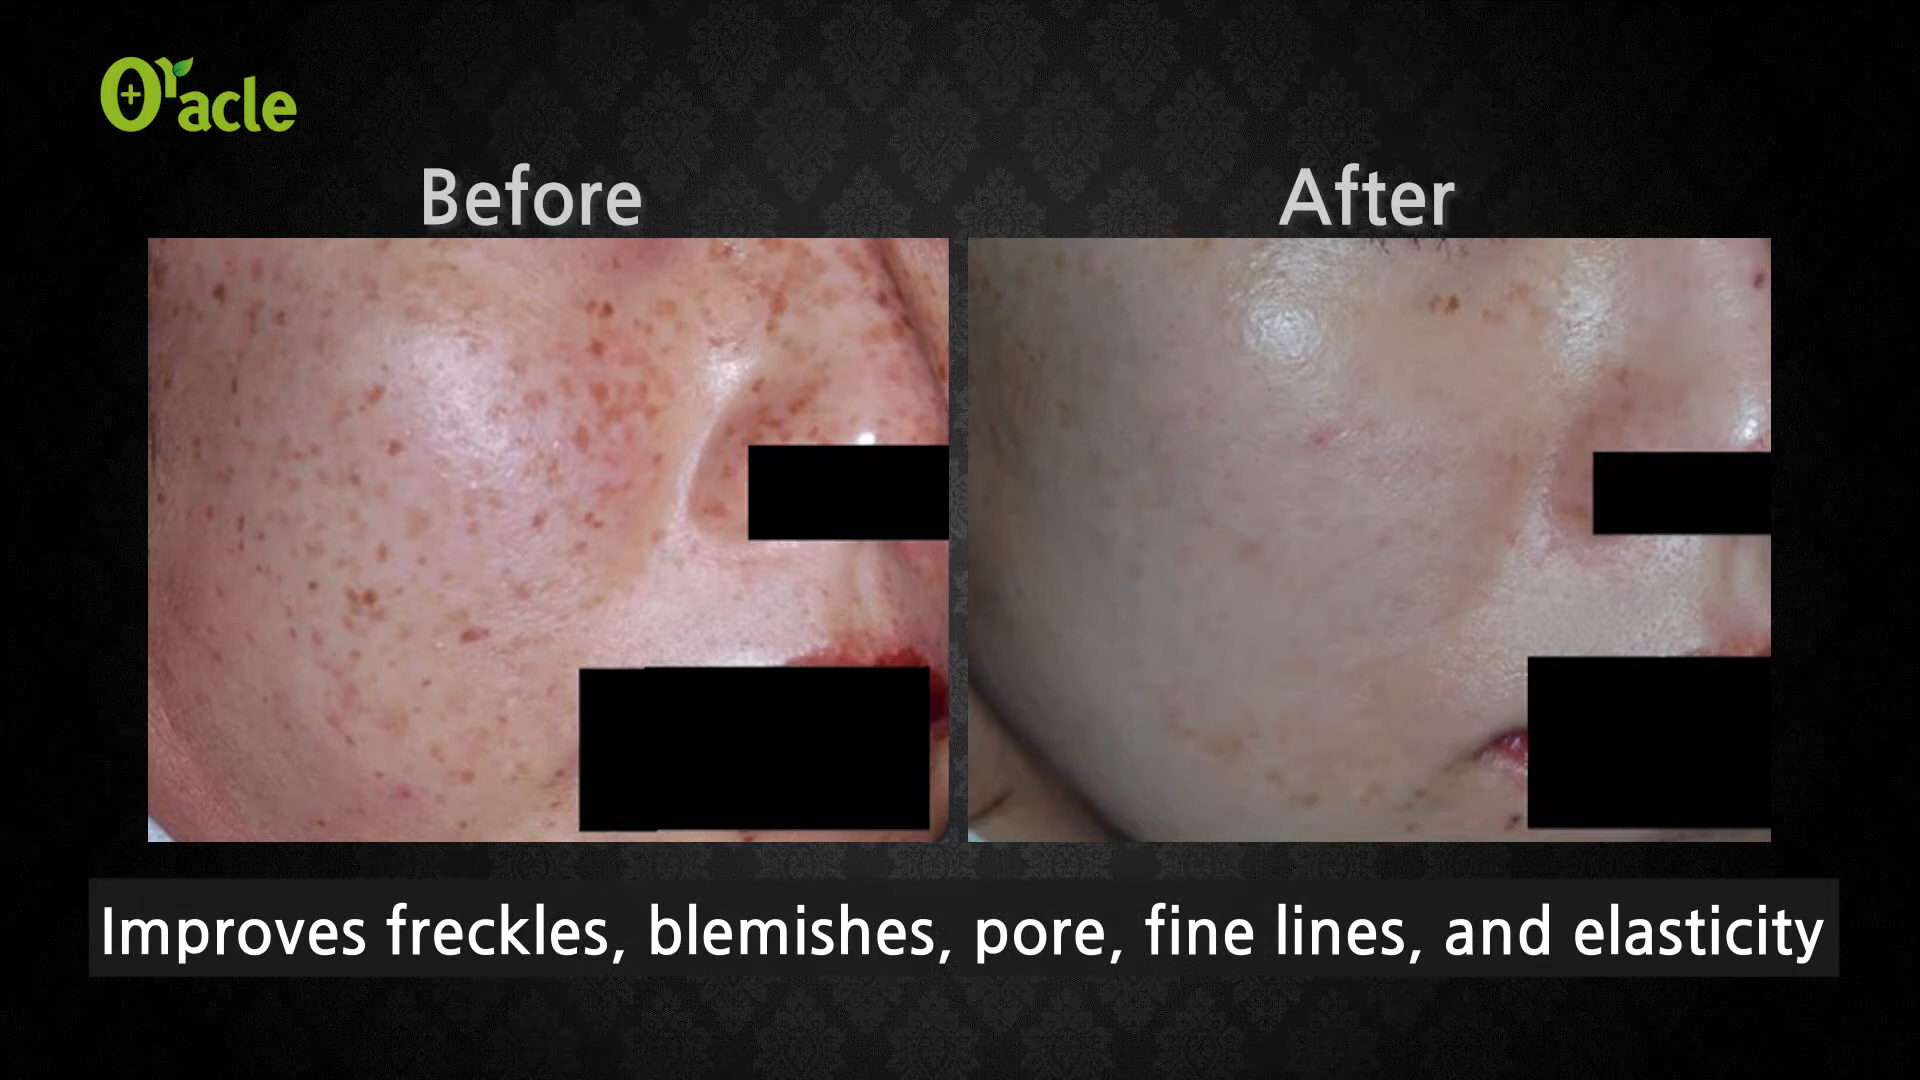 Oracle
Before
After
Improves freckles, blemishes, pore, fine lines, and elasticity